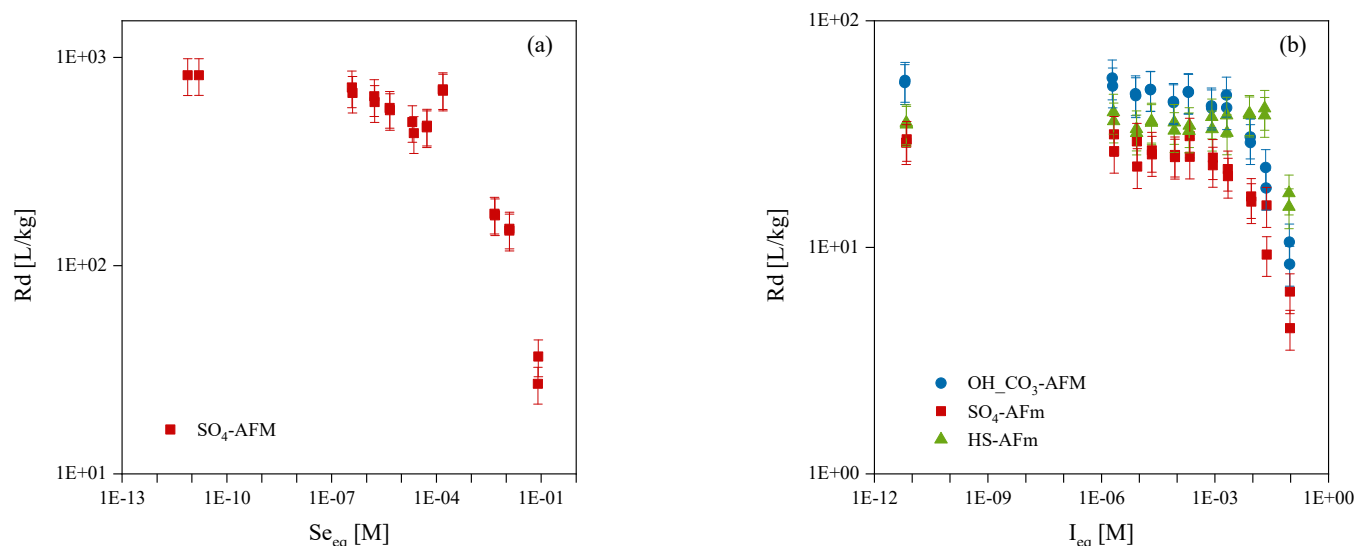 (a)
1E+03
1E+02
1E+01
Rd [L/kg]
SO₄-AFM
1E-13
1E-10
1E-07
1E-04
1E-01
Se_eq [M]
(b)
1E+02
1E+01
1E+00
Rd [L/kg]
OH_CO₃-AFM
SO₄-AFm
HS-AFm
1E-12
1E-09
1E-06
1E-03
1E+00
I_eq [M]